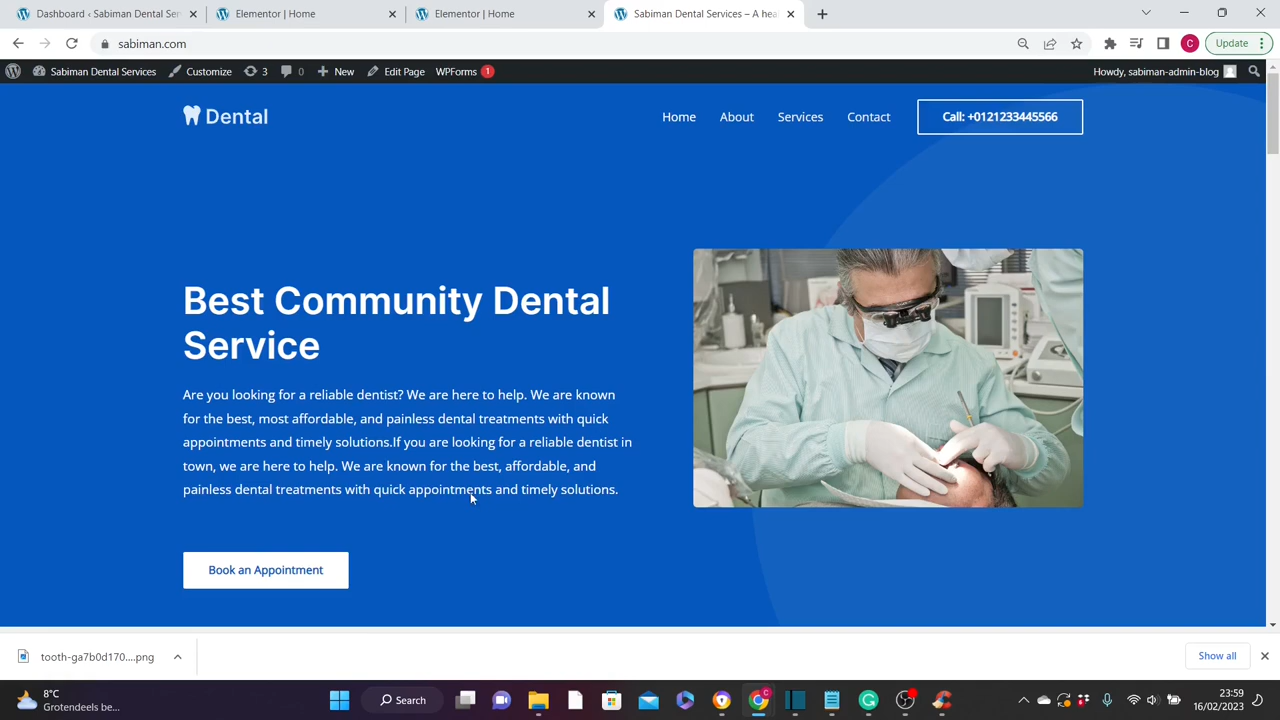 Dashboard ‹ Sabiman Dental Ser
Elementor | Home
Elementor | Home
Sabiman Dental Services – A hea
sabiman.com
Update
Sabiman Dental Services
Customize
3
0
New
Edit Page
WPForms 1
Howdy, sabiman-admin-blog
Dental
Home
About
Services
Contact
Call: +0121233445566
Best Community Dental
Service
Are you looking for a reliable dentist? We are here to help. We are known
for the best, most affordable, and painless dental treatments with quick
appointments and timely solutions.If you are looking for a reliable dentist in
town, we are here to help. We are known for the best, affordable, and
painless dental treatments with quick appointments and timely solutions.
Book an Appointment
tooth-ga7b0d170....png
Show all
8°C
Grotendeels be...
Search
23:59
16/02/2023